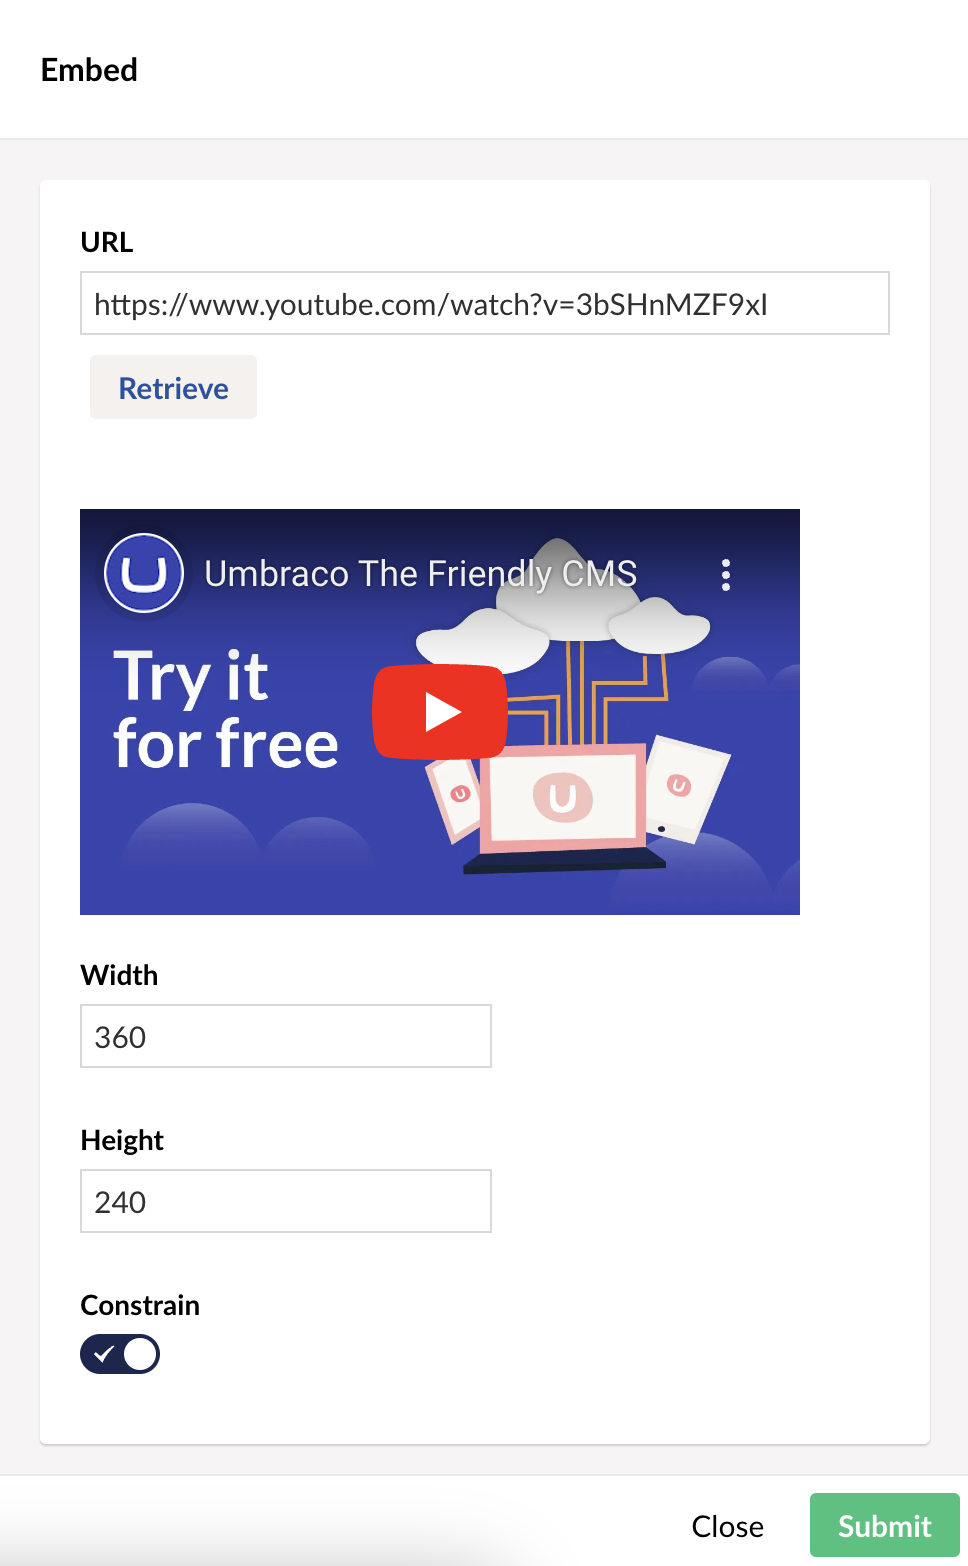 Embed
URL
https://www.youtube.com/watch?v=3bSHnMZF9xI
Retrieve
Umbraco The Friendly CMS
Try it
for free
Width
360
Height
240
Constrain
Close
Submit